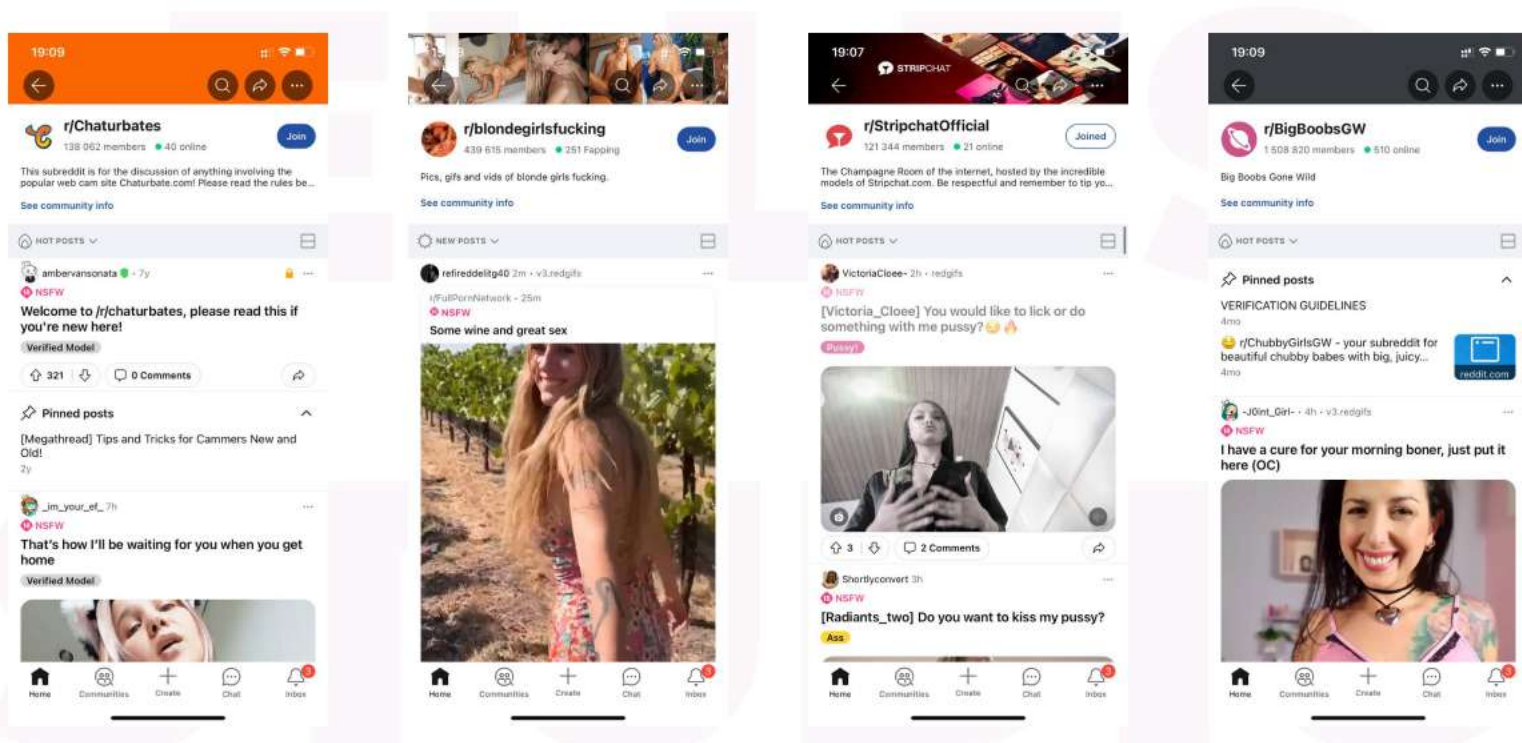 19:09
r/Chaturbates
Join
138 062 members • 40 online
This subreddit is for the discussion of anything involving the
popular web cam site Chaturbate.com! Please read the rules be...
See community info
HOT POSTS
ambervansonata • 7y
NSFW
Welcome to /r/chaturbates, please read this if
you're new here!
Verified Model
321
0 Comments
Pinned posts
[Megathread] Tips and Tricks for Cammers New and
Old!
2y
_im_your_ef_ 7h
NSFW
That's how I'll be waiting for you when you get
home
Verified Model
Home
Communities
Create
Chat
Inbox
3
r/blondegirlsfucking
Join
439 615 members • 251 Fapping
Pics, gifs and vids of blonde girls fucking.
See community info
NEW POSTS
refireddelitg40 2m • v3.redgifs
r/FullPornNetwork • 25m
NSFW
Some wine and great sex
Home
Communities
Create
Chat
Inbox
3
19:07
STRIPCHAT
r/StripchatOfficial
Joined
121 344 members • 21 online
The Champagne Room of the internet, hosted by the incredible
models of Stripchat.com. Be respectful and remember to tip yo...
See community info
HOT POSTS
VictoriaCloee- 2h • redgifs
NSFW
[Victoria_Cloee] You would like to lick or do
something with me pussy?
Pussy!
3
2 Comments
Shortlyconvert 3h
NSFW
[Radiants_two] Do you want to kiss my pussy?
Ass
Home
Communities
Create
Chat
Inbox
3
19:09
r/BigBoobsGW
Join
1 508 820 members • 510 online
Big Boobs Gone Wild
See community info
HOT POSTS
Pinned posts
VERIFICATION GUIDELINES
4mo
r/ChubbyGirlsGW - your subreddit for
beautiful chubby babes with big, juicy...
4mo
reddit.com
-J0int_Girl- • 4h • v3.redgifs
NSFW
I have a cure for your morning boner, just put it
here (OC)
Home
Communities
Create
Chat
Inbox
3